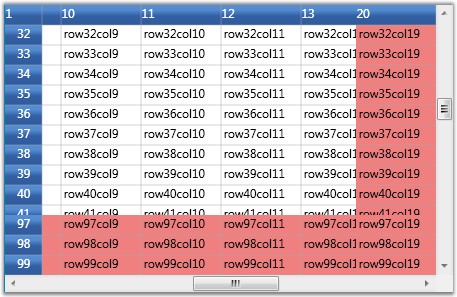 1 10 11 12 13 20
32 row32col9 row32col10 row32col11 row32col1 row32col19
33 row33col9 row33col10 row33col11 row33col1 row33col19
34 row34col9 row34col10 row34col11 row34col1 row34col19
35 row35col9 row35col10 row35col11 row35col1 row35col19
36 row36col9 row36col10 row36col11 row36col1 row36col19
37 row37col9 row37col10 row37col11 row37col1 row37col19
38 row38col9 row38col10 row38col11 row38col1 row38col19
39 row39col9 row39col10 row39col11 row39col1 row39col19
40 row40col9 row40col10 row40col11 row40col1 row40col19
41 row41col9 row41col10 row41col11 row41col1 row41col19
97 row97col9 row97col10 row97col11 row97col1 row97col19
98 row98col9 row98col10 row98col11 row98col1 row98col19
99 row99col9 row99col10 row99col11 row99col1 row99col19